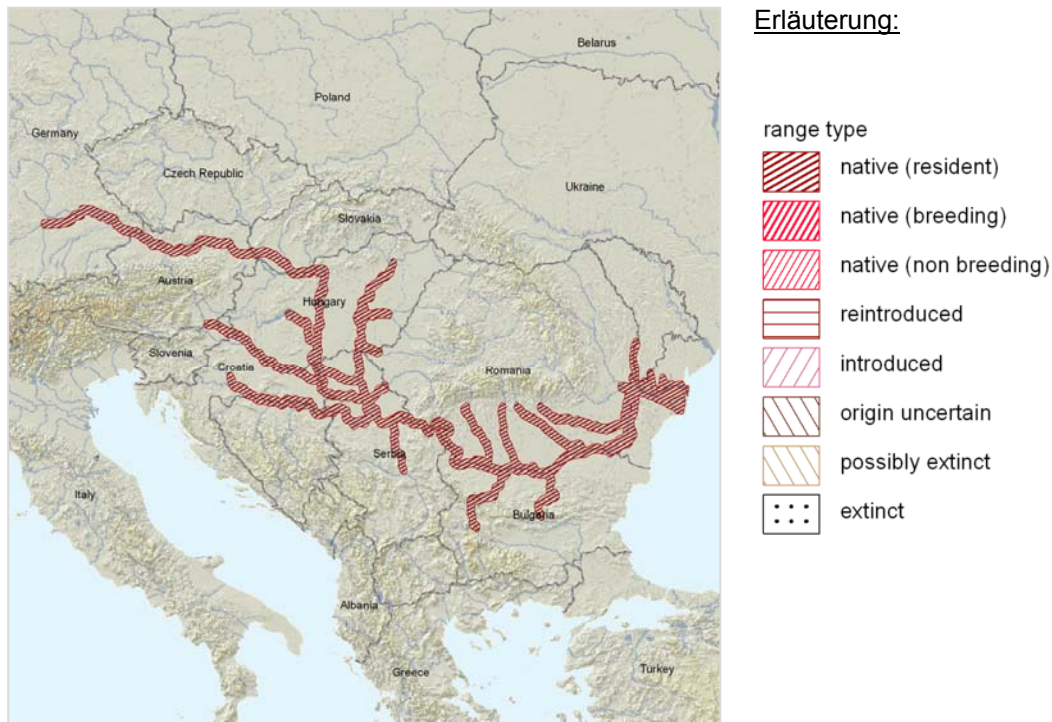 Erläuterung:
Belarus
Poland
Germany
Czech Republic
Ukraine
Slovakia
Austria
Hungary
Slovenia
Croatia
Romania
Serbia
Italy
Bulgaria
Albania
Greece
Turkey
range type
native (resident)
native (breeding)
native (non breeding)
reintroduced
introduced
origin uncertain
possibly extinct
extinct